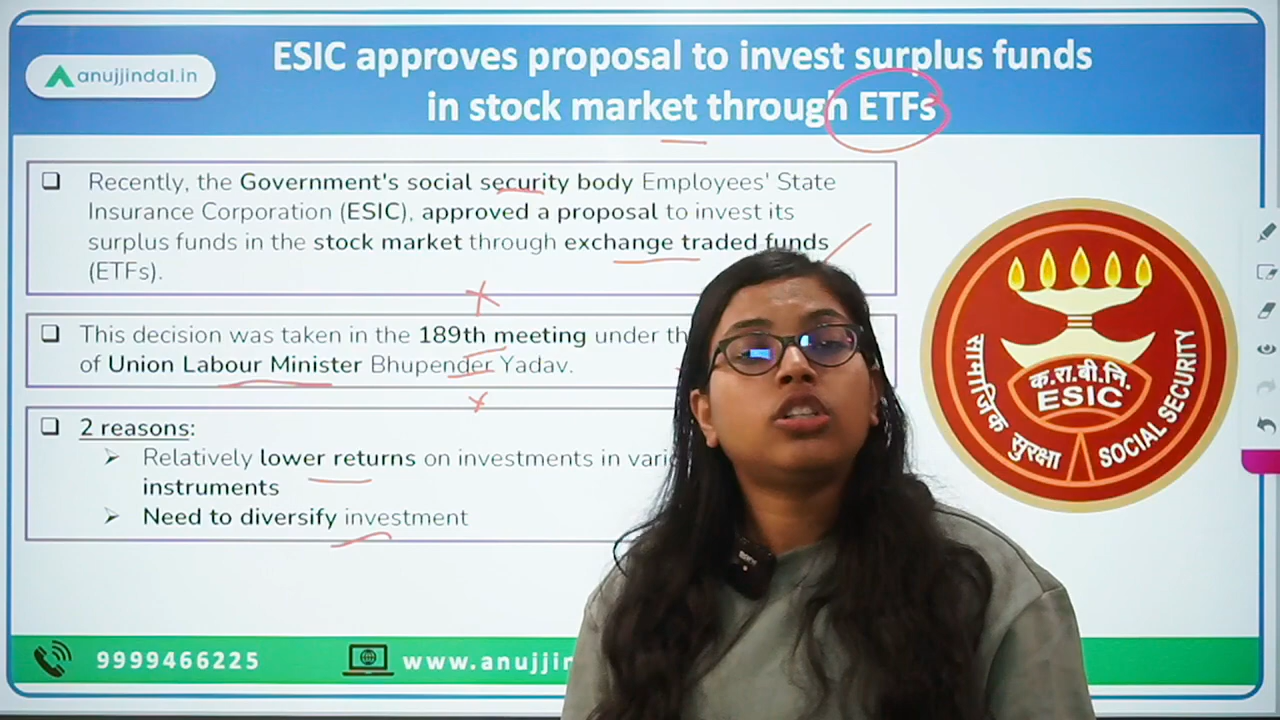 anujjindal.in
ESIC approves proposal to invest surplus funds
in stock market through ETFs
Recently, the Government's social security body Employees' State
Insurance Corporation (ESIC), approved a proposal to invest its
surplus funds in the stock market through exchange traded funds
(ETFs).
This decision was taken in the 189th meeting under th
of Union Labour Minister Bhupender Yadav.
2 reasons:
Relatively lower returns on investments in vari
instruments
Need to diversify investment
सामाजिक सुरक्षा
क.रा.बी.नि.
ESIC
SOCIAL SECURITY
9999466225
www.anujjin